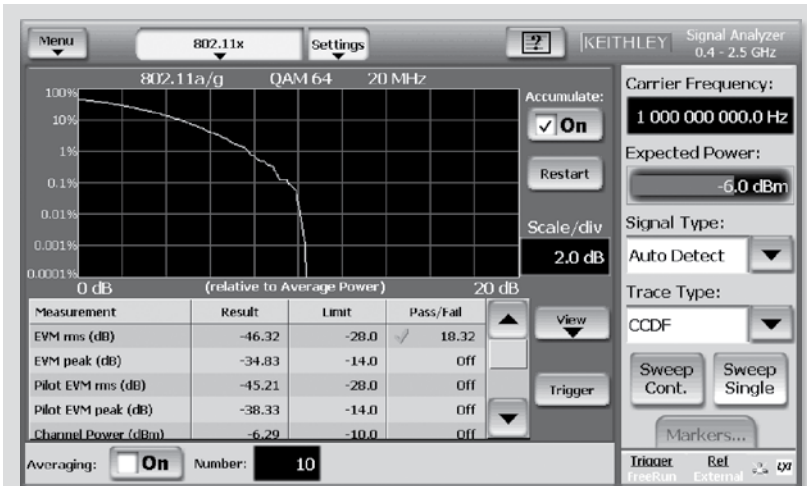 Menu
802.11x
Settings
KEITHLEY
Signal Analyzer
0.4 - 2.5 GHz
802.11a/g QAM 64 20 MHz
100%
10%
1%
0.1%
0.01%
0.001%
0.0001%
0 dB (relative to Average Power) 20 dB
Accumulate:
On
Restart
Scale/div
2.0 dB
Measurement Result Limit Pass/Fail
EVM rms (dB) -46.32 -28.0 18.32
EVM peak (dB) -34.83 -14.0 Off
Pilot EVM rms (dB) -45.21 -28.0 Off
Pilot EVM peak (dB) -38.33 -14.0 Off
Channel Power (dBm) -6.29 -10.0 Off
View
Trigger
Averaging: On Number: 10
Carrier Frequency:
1 000 000 000.0 Hz
Expected Power:
-6.0 dBm
Signal Type:
Auto Detect
Trace Type:
CCDF
Sweep Cont.
Sweep Single
Markers...
Trigger Ref
FreeRun External